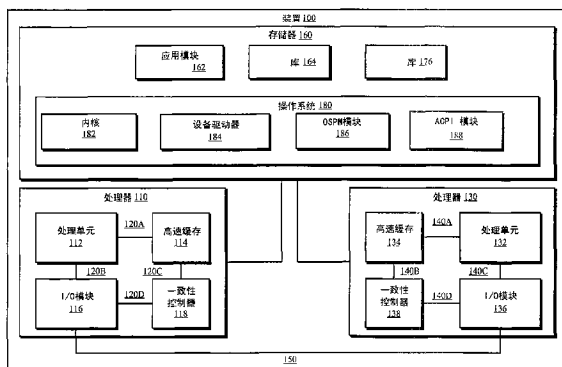 装置 100
存储器 160
应用模块
162
库 164
库 176
操作系统 180
内核
182
设备驱动器
184
OSPM模块
186
ACPI 模块
188
处理器 110
处理单元
112
120A
高速缓存
114
120B
120C
I/O模块
116
120D
一致性
控制器
118
处理器 130
高速缓存
134
140A
处理单元
132
140B
140C
一致性
控制器
138
140D
I/O模块
136
150